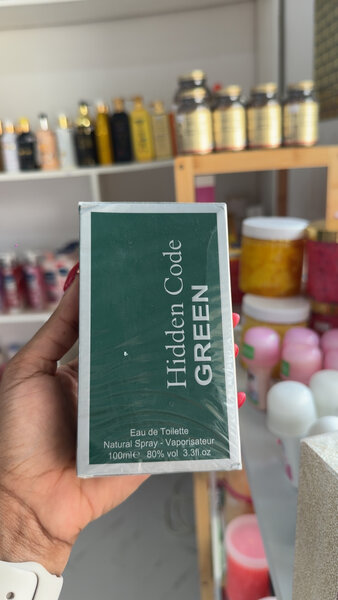 Hidden Code
GREEN
Eau de Toilette
Natural Spray - Vaporisateur
100ml℮ 80% vol 3.3fl.oz